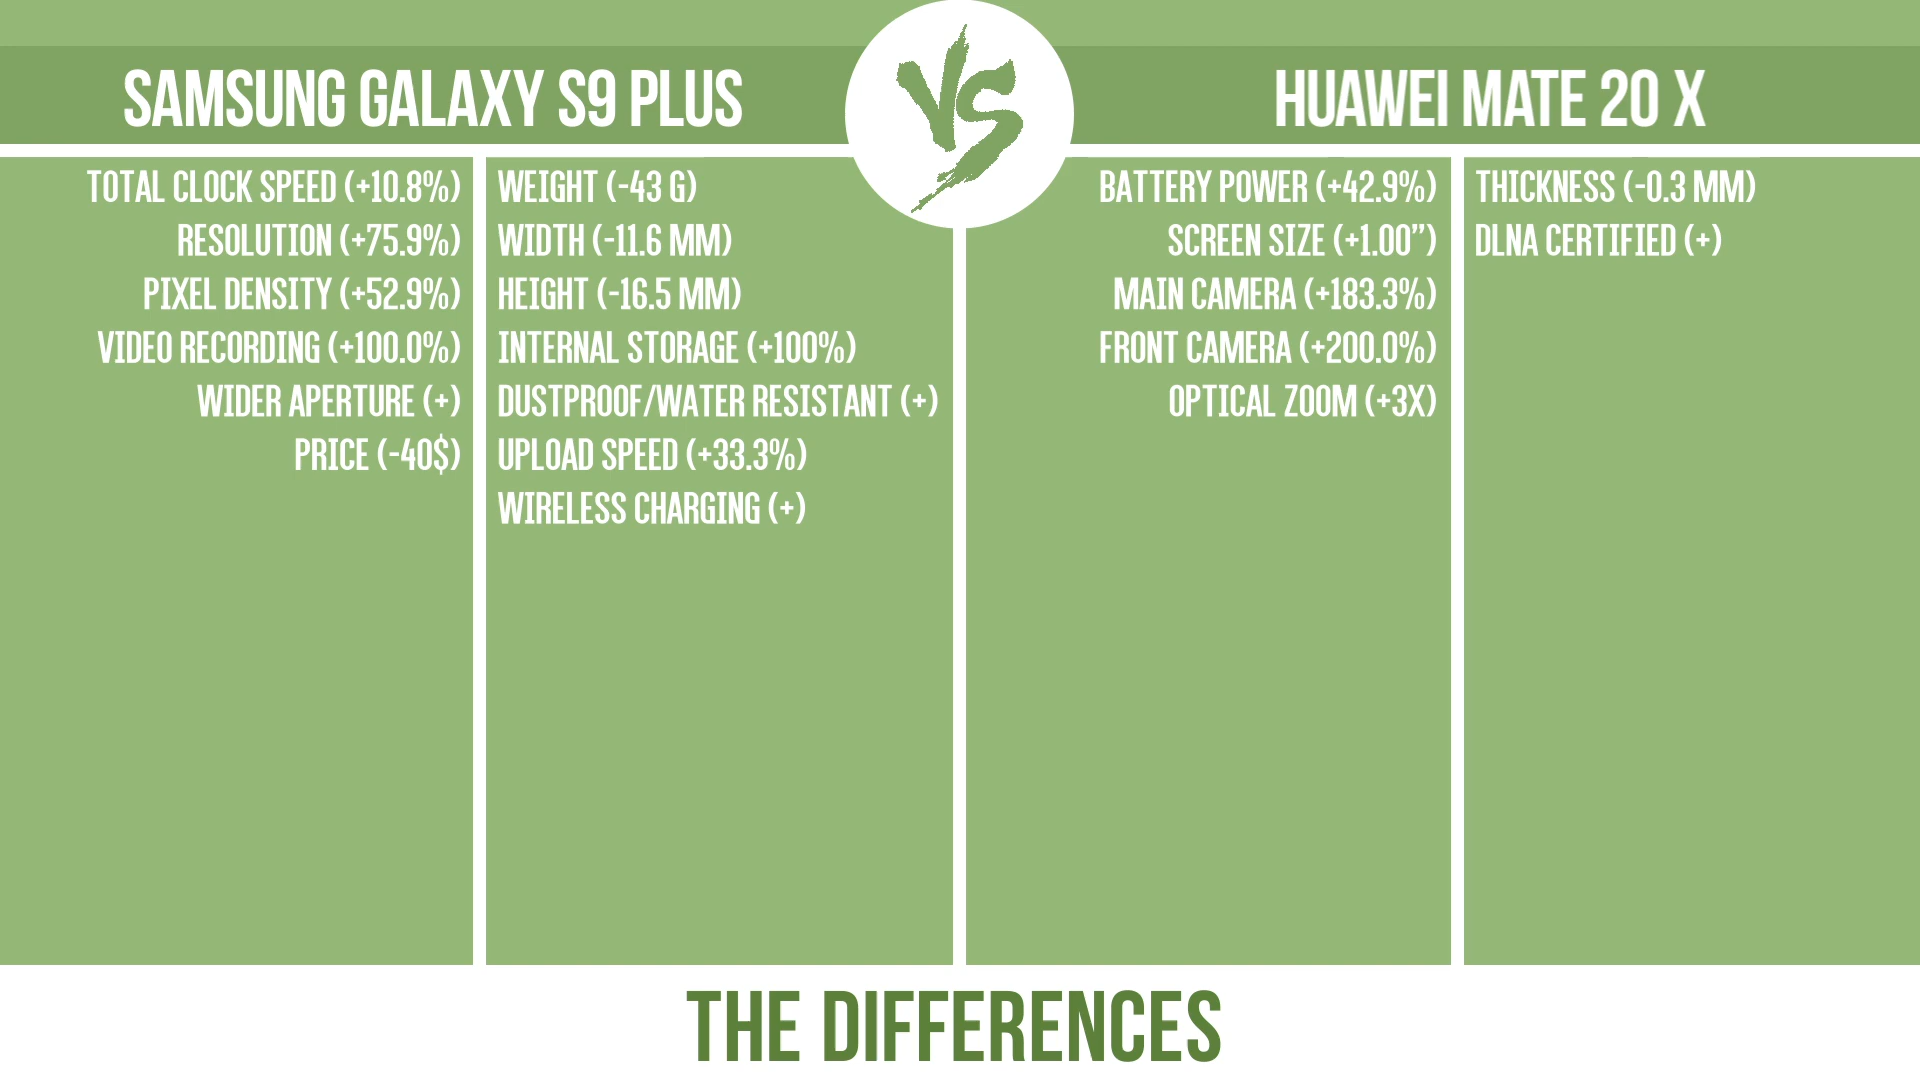 SAMSUNG GALAXY S9 PLUS
VS
HUAWEI MATE 20 X
TOTAL CLOCK SPEED (+10.8%)
RESOLUTION (+75.9%)
PIXEL DENSITY (+52.9%)
VIDEO RECORDING (+100.0%)
WIDER APERTURE (+)
PRICE (-40$)
WEIGHT (-43 G)
WIDTH (-11.6 MM)
HEIGHT (-16.5 MM)
INTERNAL STORAGE (+100%)
DUSTPROOF/WATER RESISTANT (+)
UPLOAD SPEED (+33.3%)
WIRELESS CHARGING (+)
BATTERY POWER (+42.9%)
SCREEN SIZE (+1.00”)
MAIN CAMERA (+183.3%)
FRONT CAMERA (+200.0%)
OPTICAL ZOOM (+3X)
THICKNESS (-0.3 MM)
DLNA CERTIFIED (+)
THE DIFFERENCES